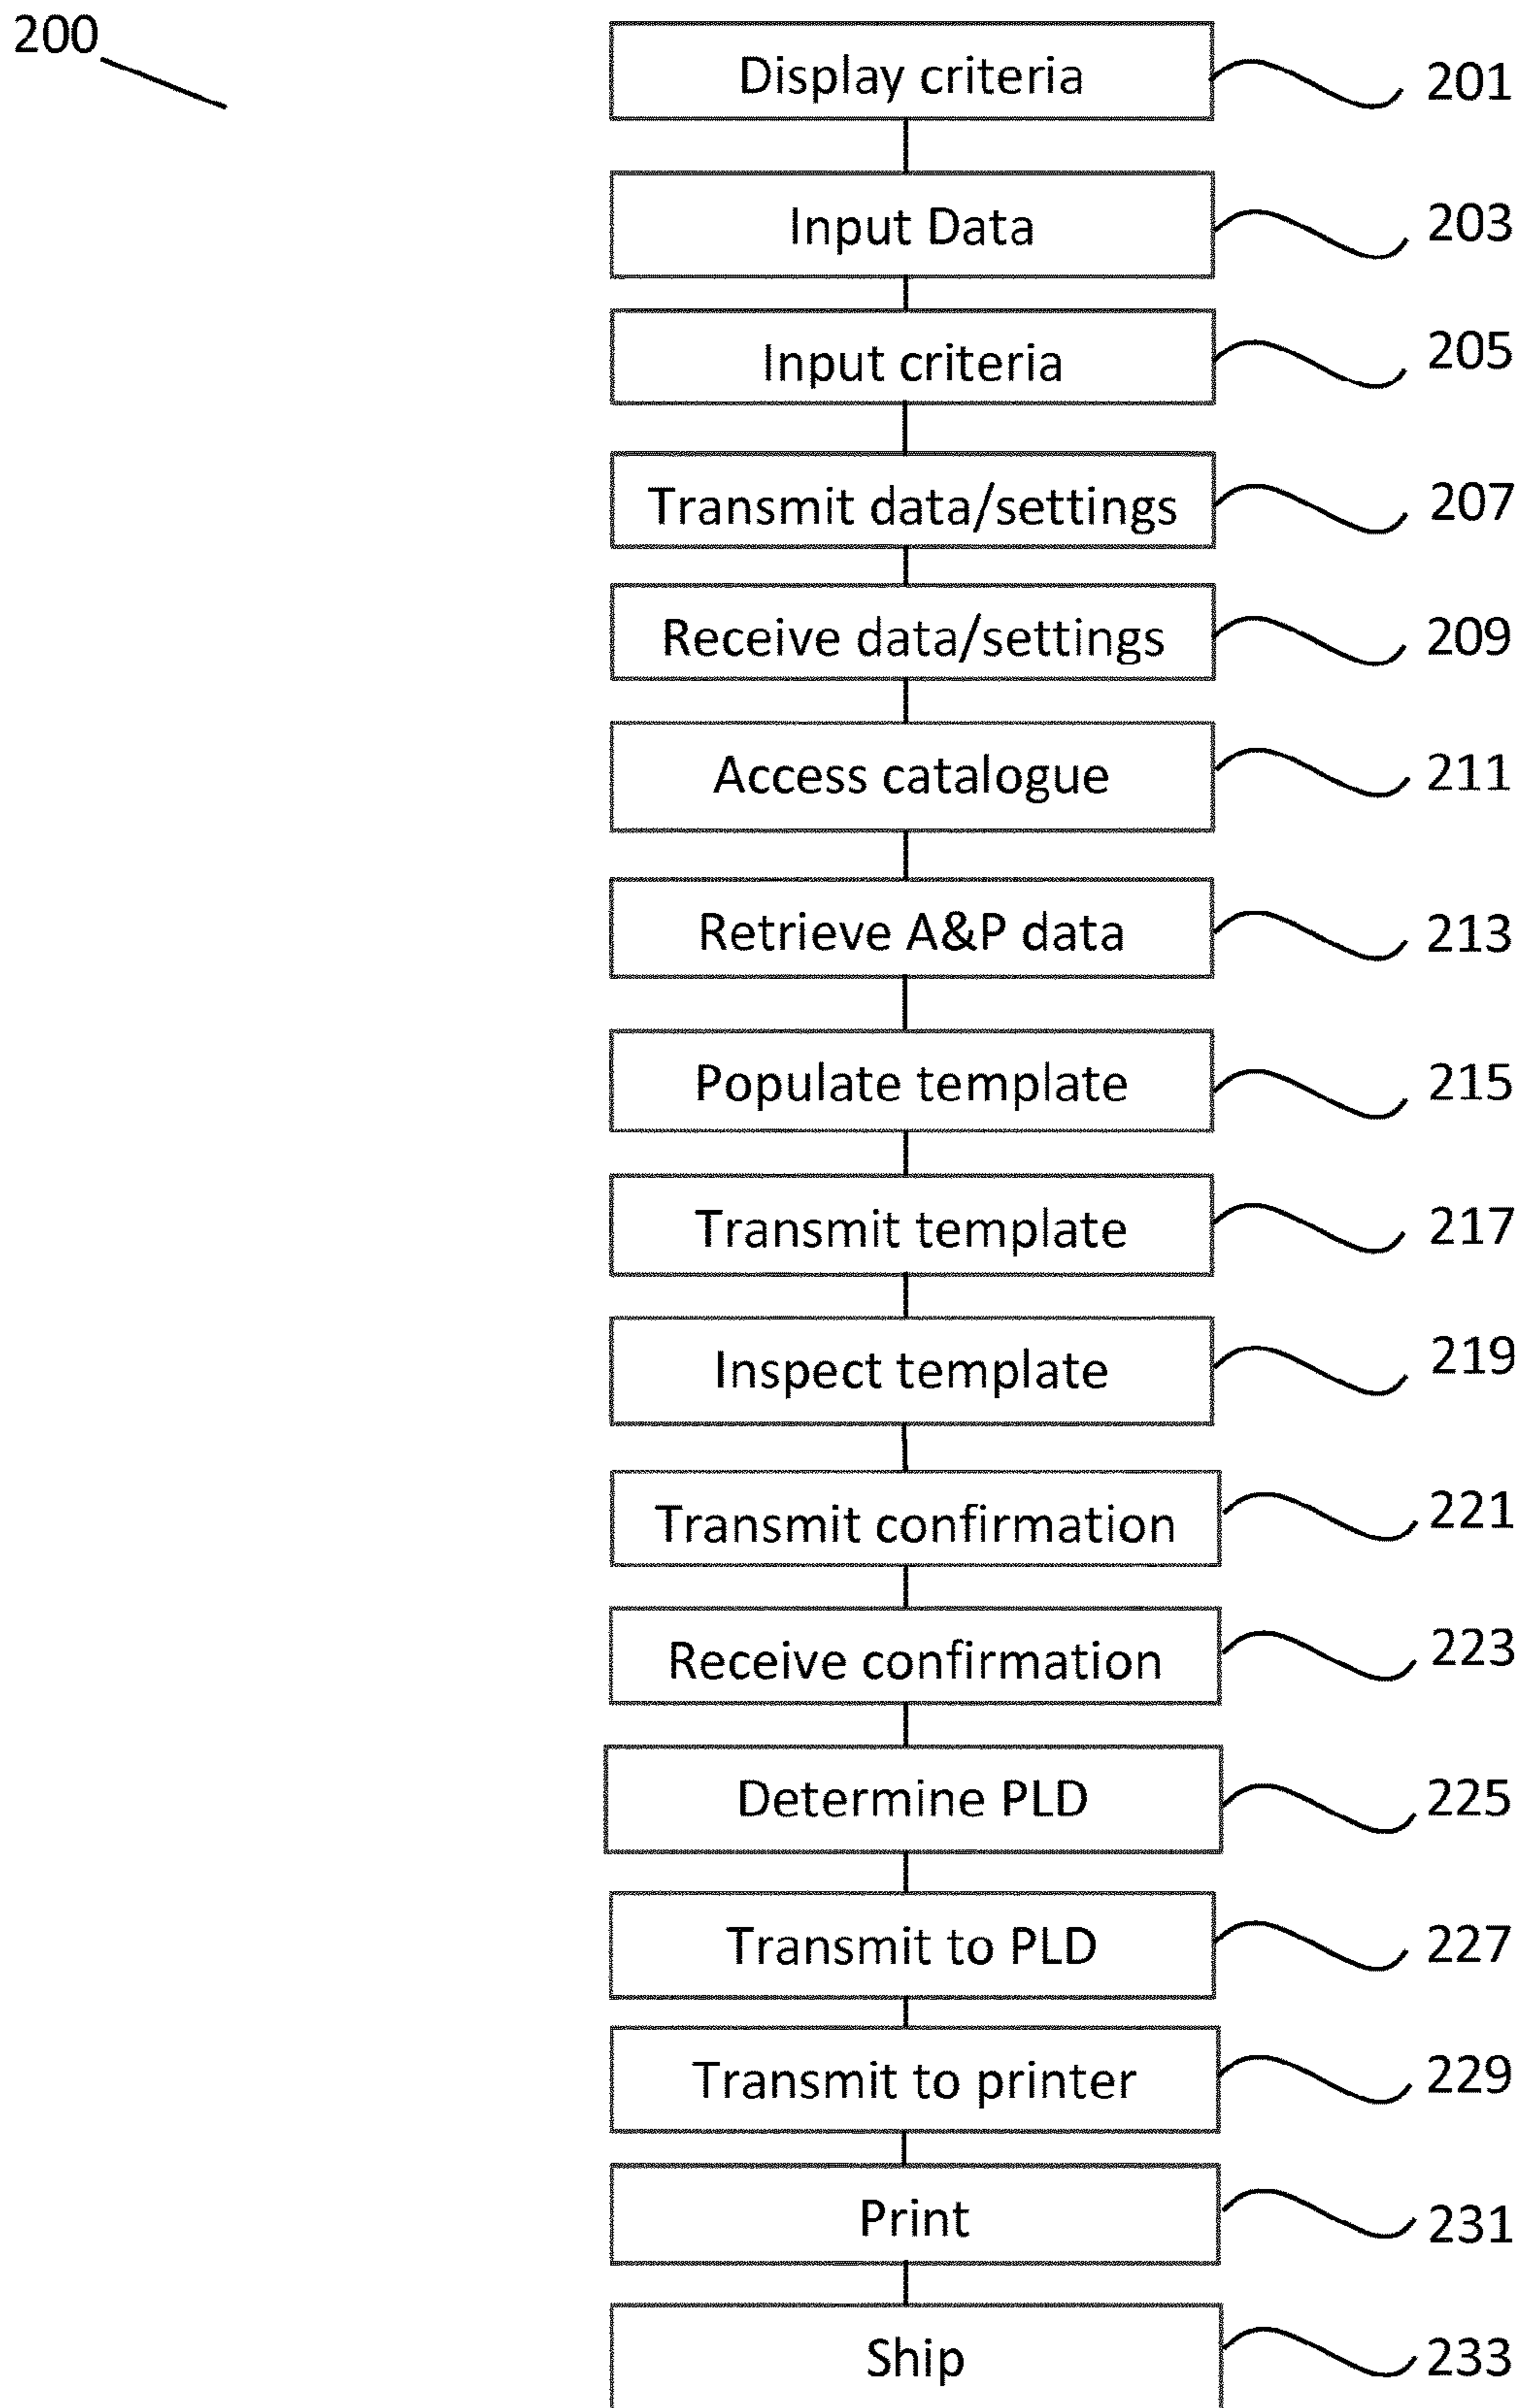 200
Display criteria 201
Input Data 203
Input criteria 205
Transmit data/settings 207
Receive data/settings 209
Access catalogue 211
Retrieve A&P data 213
Populate template 215
Transmit template 217
Inspect template 219
Transmit confirmation 221
Receive confirmation 223
Determine PLD 225
Transmit to PLD 227
Transmit to printer 229
Print 231
Ship 233